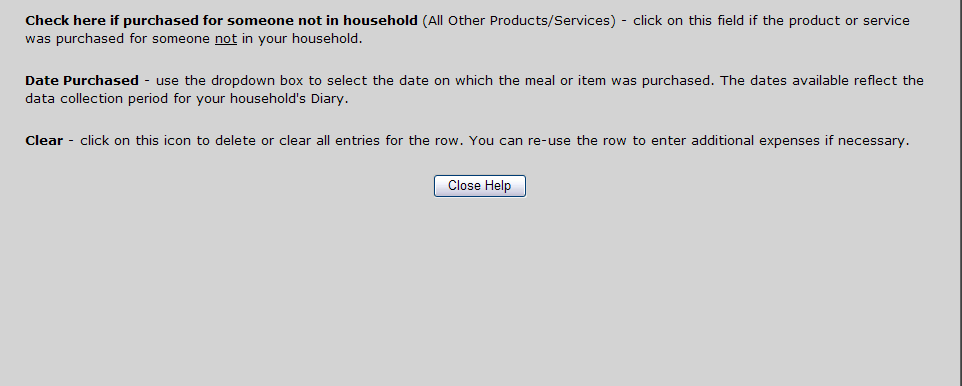 Check here if purchased for someone not in household (All Other Products/Services) - click on this field if the product or service
was purchased for someone not in your household.
Date Purchased - use the dropdown box to select the date on which the meal or item was purchased. The dates available reflect the
data collection period for your household's Diary.
Clear - click on this icon to delete or clear all entries for the row. You can re-use the row to enter additional expenses if necessary.
Close Help